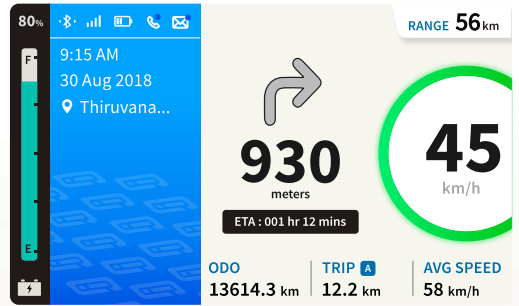 80%
F
E
9:15 AM
30 Aug 2018
Thiruvana...
RANGE 56 km
930
meters
ETA : 001 hr 12 mins
45
km/h
ODO
13614.3 km
TRIP A
12.2 km
AVG SPEED
58 km/h